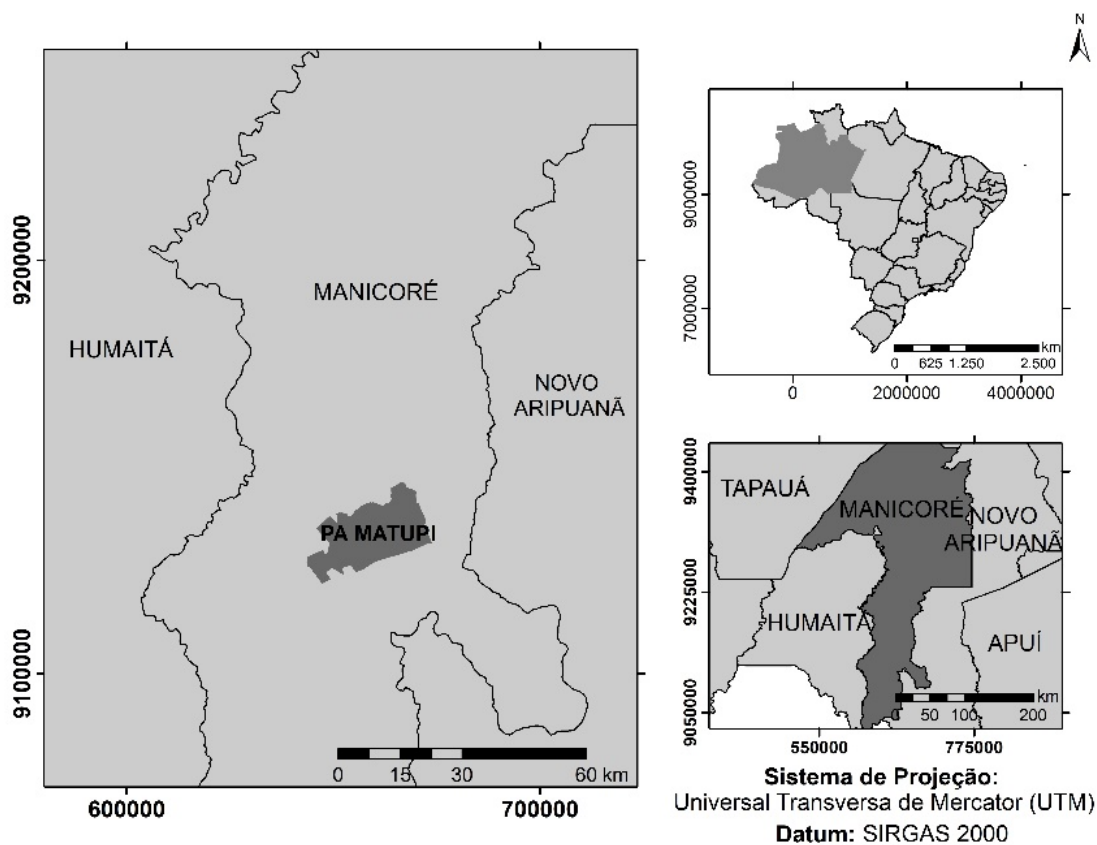 N
9200000
9100000
MANICORÉ
HUMAITÁ
NOVO
ARIPUANÃ
PA MATUPI
0 15 30 60 km
600000 700000
9000000
7000000
km
0 625 1.250 2.500
0 2000000 4000000
9400000
9225000
9050000
TAPAUÁ
MANICORÉ
NOVO
ARIPUANÃ
HUMAITÁ
APUÍ
km
0 50 100 200
550000 775000
Sistema de Projeção:
Universal Transversa de Mercator (UTM)
Datum: SIRGAS 2000